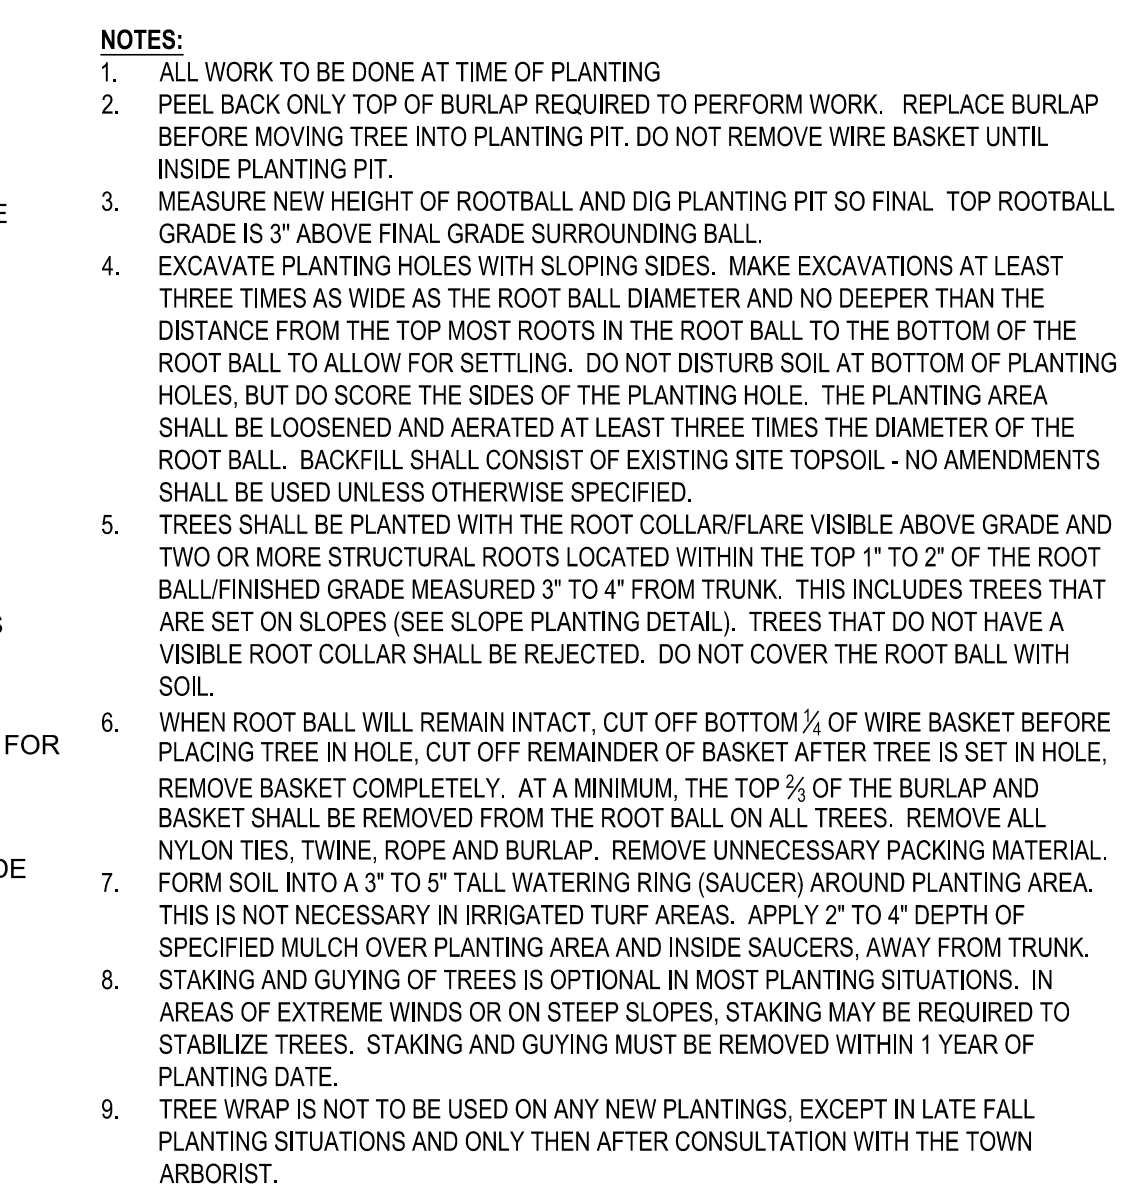 NOTES:
1. ALL WORK TO BE DONE AT TIME OF PLANTING
2. PEEL BACK ONLY TOP OF BURLAP REQUIRED TO PERFORM WORK. REPLACE BURLAP
BEFORE MOVING TREE INTO PLANTING PIT. DO NOT REMOVE WIRE BASKET UNTIL
INSIDE PLANTING PIT.
3. MEASURE NEW HEIGHT OF ROOTBALL AND DIG PLANTING PIT SO FINAL TOP ROOTBALL
GRADE IS 3" ABOVE FINAL GRADE SURROUNDING BALL.
4. EXCAVATE PLANTING HOLES WITH SLOPING SIDES. MAKE EXCAVATIONS AT LEAST
THREE TIMES AS WIDE AS THE ROOT BALL DIAMETER AND NO DEEPER THAN THE
DISTANCE FROM THE TOP MOST ROOTS IN THE ROOT BALL TO THE BOTTOM OF THE
ROOT BALL TO ALLOW FOR SETTLING. DO NOT DISTURB SOIL AT BOTTOM OF PLANTING
HOLES, BUT DO SCORE THE SIDES OF THE PLANTING HOLE. THE PLANTING AREA
SHALL BE LOOSENED AND AERATED AT LEAST THREE TIMES THE DIAMETER OF THE
ROOT BALL. BACKFILL SHALL CONSIST OF EXISTING SITE TOPSOIL - NO AMENDMENTS
SHALL BE USED UNLESS OTHERWISE SPECIFIED.
5. TREES SHALL BE PLANTED WITH THE ROOT COLLAR/FLARE VISIBLE ABOVE GRADE AND
TWO OR MORE STRUCTURAL ROOTS LOCATED WITHIN THE TOP 1" TO 2" OF THE ROOT
BALL/FINISHED GRADE MEASURED 3" TO 4" FROM TRUNK. THIS INCLUDES TREES THAT
ARE SET ON SLOPES (SEE SLOPE PLANTING DETAIL). TREES THAT DO NOT HAVE A
VISIBLE ROOT COLLAR SHALL BE REJECTED. DO NOT COVER THE ROOT BALL WITH
SOIL.
6. WHEN ROOT BALL WILL REMAIN INTACT, CUT OFF BOTTOM ¼ OF WIRE BASKET BEFORE
PLACING TREE IN HOLE, CUT OFF REMAINDER OF BASKET AFTER TREE IS SET IN HOLE,
REMOVE BASKET COMPLETELY. AT A MINIMUM, THE TOP ⅔ OF THE BURLAP AND
BASKET SHALL BE REMOVED FROM THE ROOT BALL ON ALL TREES. REMOVE ALL
NYLON TIES, TWINE, ROPE AND BURLAP. REMOVE UNNECESSARY PACKING MATERIAL.
7. FORM SOIL INTO A 3" TO 5" TALL WATERING RING (SAUCER) AROUND PLANTING AREA.
THIS IS NOT NECESSARY IN IRRIGATED TURF AREAS. APPLY 2" TO 4" DEPTH OF
SPECIFIED MULCH OVER PLANTING AREA AND INSIDE SAUCERS, AWAY FROM TRUNK.
8. STAKING AND GUYING OF TREES IS OPTIONAL IN MOST PLANTING SITUATIONS. IN
AREAS OF EXTREME WINDS OR ON STEEP SLOPES, STAKING MAY BE REQUIRED TO
STABILIZE TREES. STAKING AND GUYING MUST BE REMOVED WITHIN 1 YEAR OF
PLANTING DATE.
9. TREE WRAP IS NOT TO BE USED ON ANY NEW PLANTINGS, EXCEPT IN LATE FALL
PLANTING SITUATIONS AND ONLY THEN AFTER CONSULTATION WITH THE TOWN
ARBORIST.
FOR